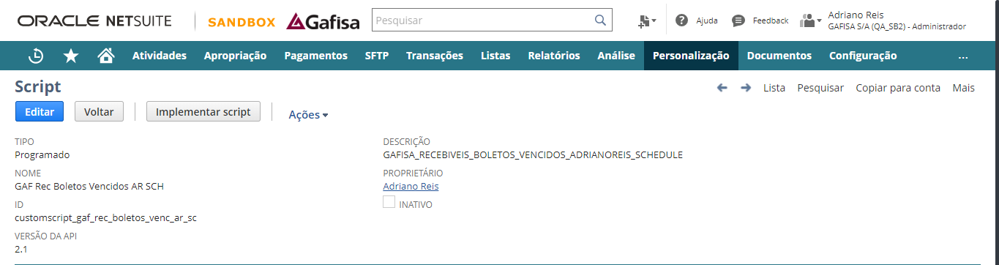 ORACLE NETSUITE SANDBOX Gafisa Pesquisar Ajuda Feedback Adriano Reis
GAFISA S/A (QA_SB2) - Administrador
Atividades Apropriação Pagamentos SFTP Transações Listas Relatórios Análise Personalização Documentos Configuração ...
Script
Lista Pesquisar Copiar para conta Mais
Editar Voltar Implementar script Ações
TIPO
Programado
NOME
GAF Rec Boletos Vencidos AR SCH
ID
customscript_gaf_rec_boletos_venc_ar_sc
VERSÃO DA API
2.1
DESCRIÇÃO
GAFISA_RECEBIVEIS_BOLETOS_VENCIDOS_ADRIANOREIS_SCHEDULE
PROPRIETÁRIO
Adriano Reis
INATIVO